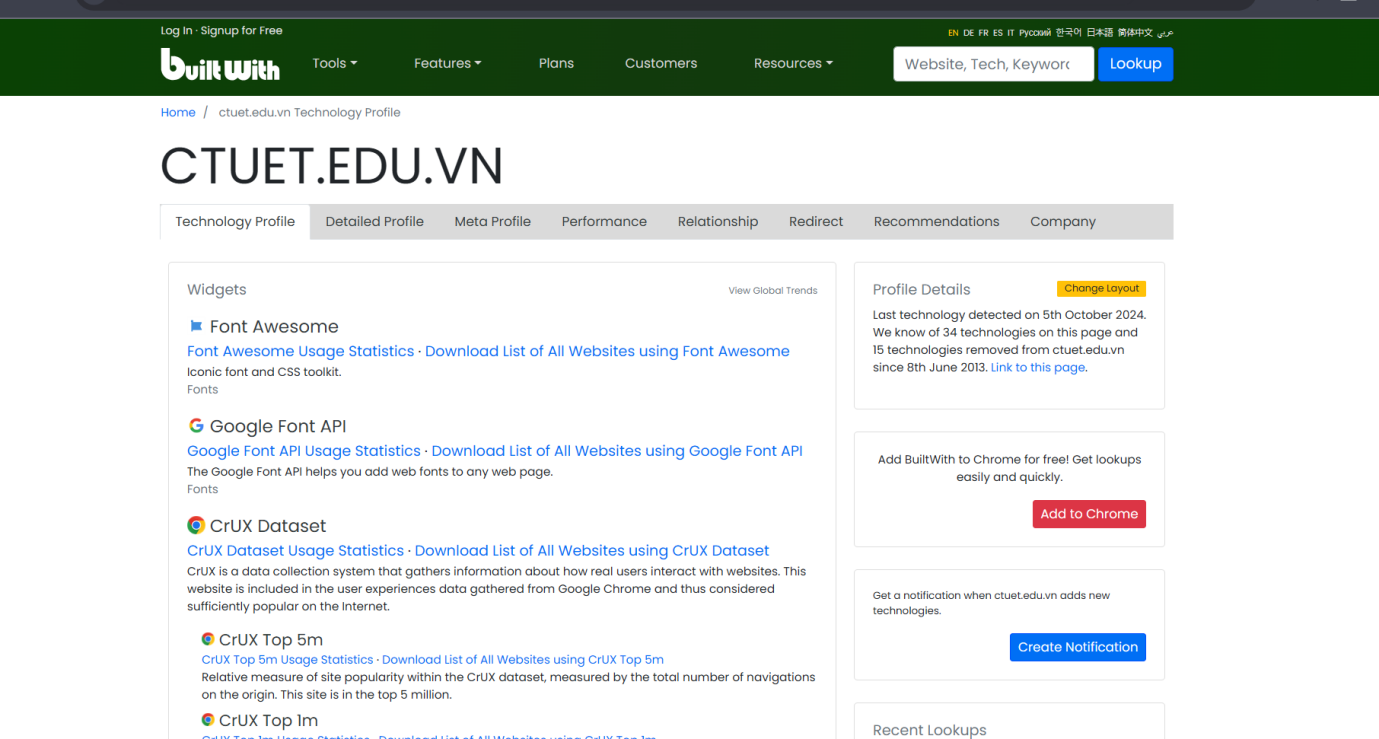 Log In · Signup for Free
EN DE FR ES IT Русский 한국어 日本語 简体中文 عربي
builtwith
Tools Features Plans Customers Resources Website, Tech, Keyword Lookup
Home / ctuet.edu.vn Technology Profile
CTUET.EDU.VN
Technology Profile Detailed Profile Meta Profile Performance Relationship Redirect Recommendations Company
Widgets
View Global Trends
Font Awesome
Font Awesome Usage Statistics · Download List of All Websites using Font Awesome
Iconic font and CSS toolkit.
Fonts
Google Font API
Google Font API Usage Statistics · Download List of All Websites using Google Font API
The Google Font API helps you add web fonts to any web page.
Fonts
CrUX Dataset
CrUX Dataset Usage Statistics · Download List of All Websites using CrUX Dataset
CrUX is a data collection system that gathers information about how real users interact with websites. This
website is included in the user experiences data gathered from Google Chrome and thus considered
sufficiently popular on the Internet.
CrUX Top 5m
CrUX Top 5m Usage Statistics · Download List of All Websites using CrUX Top 5m
Relative measure of site popularity within the CrUX dataset, measured by the total number of navigations
on the origin. This site is in the top 5 million.
CrUX Top 1m
CrUX Top 1m Usage Statistics · Download List of All Websites using CrUX Top 1m
Profile Details
Change Layout
Last technology detected on 5th October 2024.
We know of 34 technologies on this page and
15 technologies removed from ctuet.edu.vn
since 8th June 2013. Link to this page.
Add BuiltWith to Chrome for free! Get lookups
easily and quickly.
Add to Chrome
Get a notification when ctuet.edu.vn adds new
technologies.
Create Notification
Recent Lookups